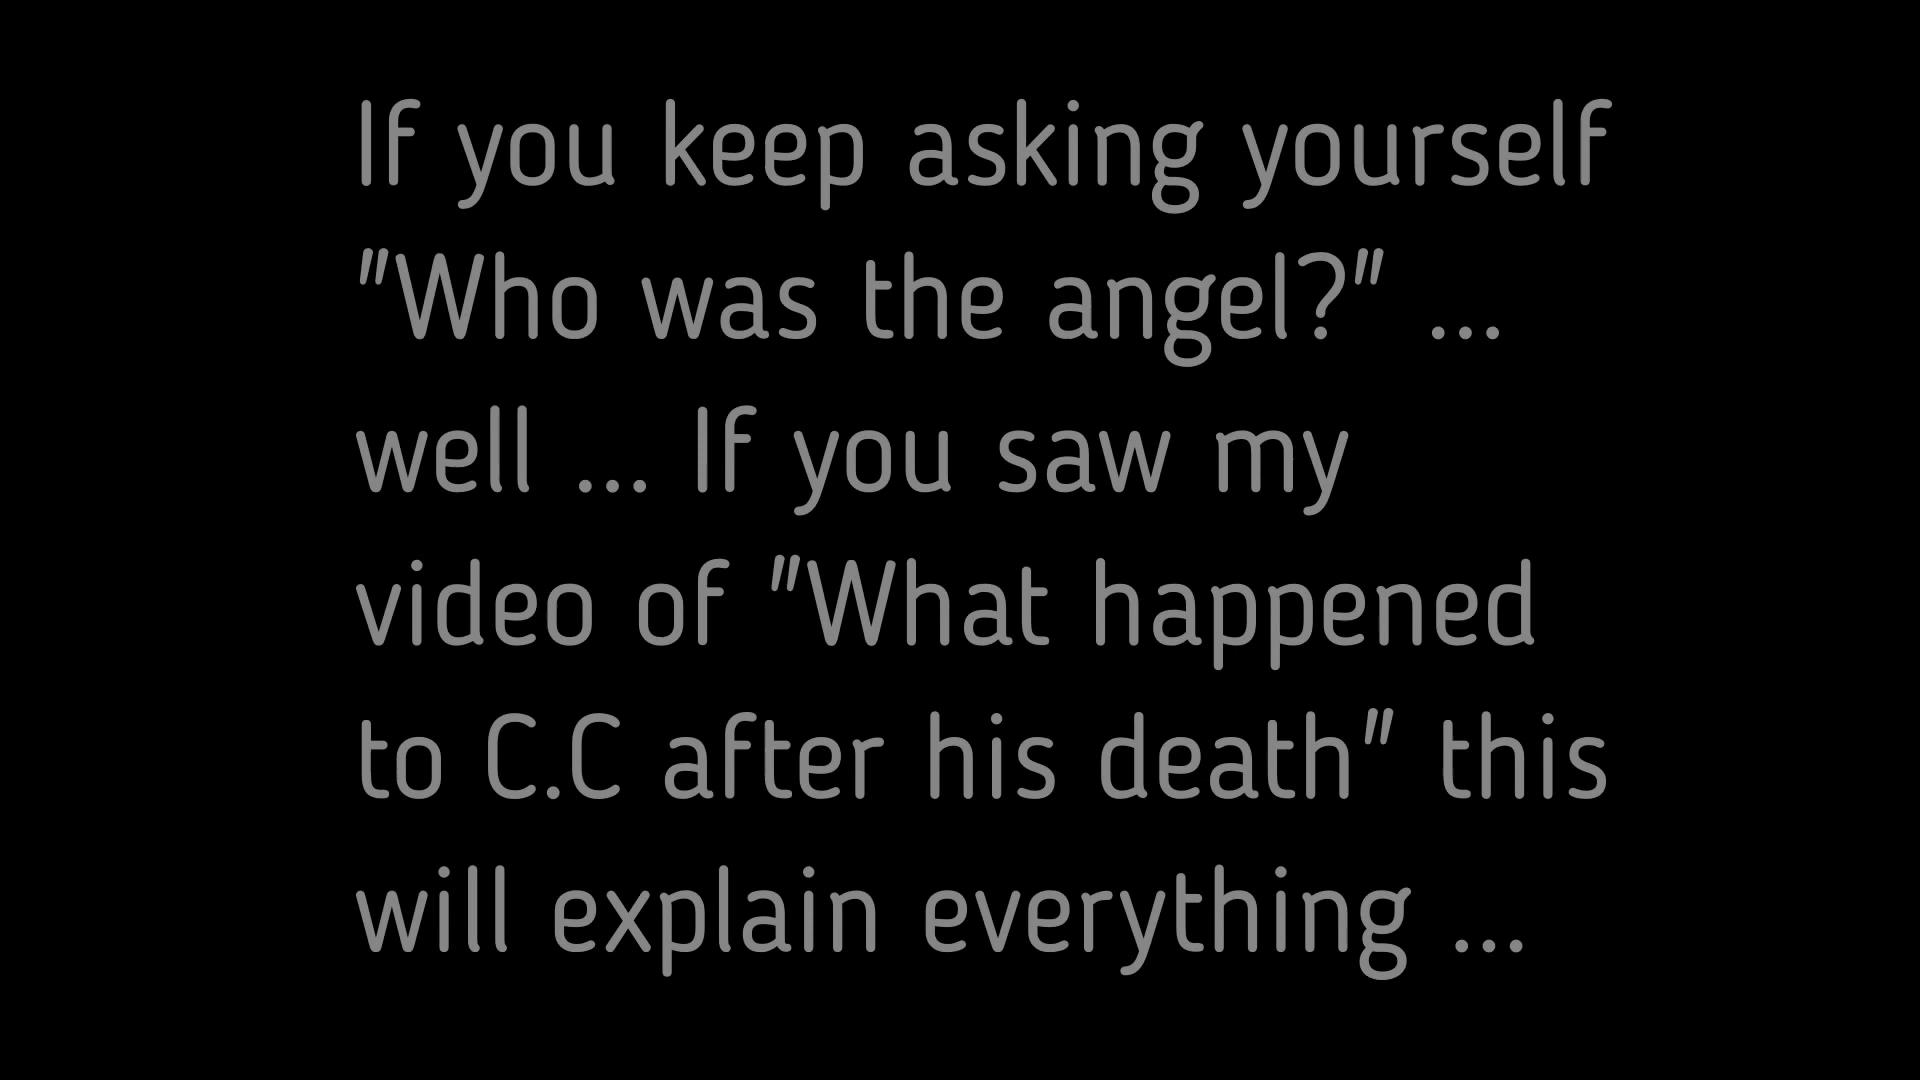 If you keep asking yourself
"Who was the angel?" ...
well ... If you saw my
video of "What happened
to C.C after his death" this
will explain everything ...